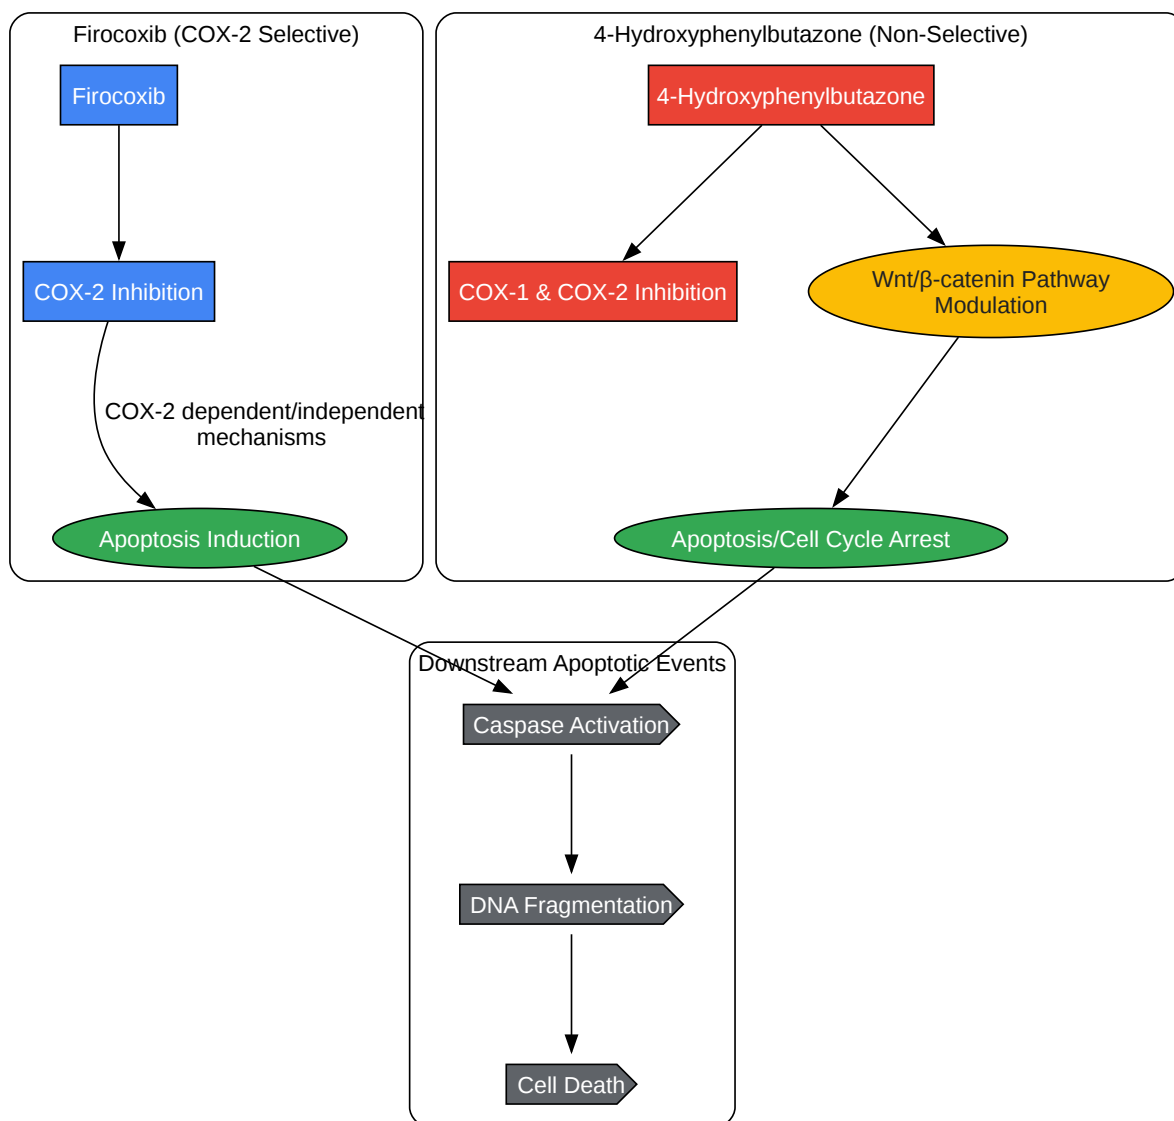 Firocoxib (COX-2 Selective)
Firocoxib
COX-2 Inhibition
COX-2 dependent/independent
mechanisms
Apoptosis Induction
4-Hydroxyphenylbutazone (Non-Selective)
4-Hydroxyphenylbutazone
COX-1 & COX-2 Inhibition
Wnt/β-catenin Pathway
Modulation
Apoptosis/Cell Cycle Arrest
Downstream Apoptotic Events
Caspase Activation
DNA Fragmentation
Cell Death